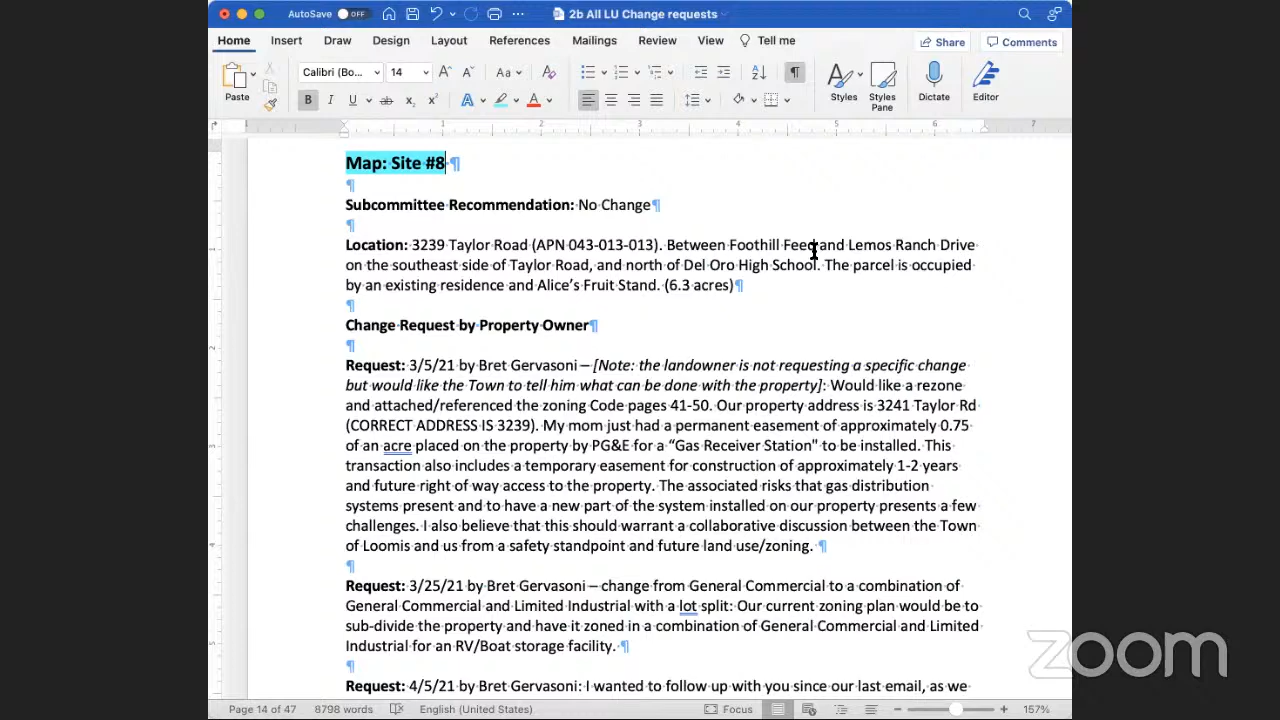 AutoSave OFF 2b All LU Change requests
Home Insert Draw Design Layout References Mailings Review View Tell me Share Comments
Calibri (Bo... 14 Aa
Paste B I U ab x₂ x² A A Styles Styles Pane Dictate Editor
1 2 3 4 5 6 7
Map: Site #8¶
¶
Subcommittee Recommendation: No Change¶
¶
Location: 3239 Taylor Road (APN 043-013-013). Between Foothill Feed and Lemos Ranch Drive
on the southeast side of Taylor Road, and north of Del Oro High School. The parcel is occupied
by an existing residence and Alice’s Fruit Stand. (6.3 acres)¶
¶
Change Request by Property Owner¶
¶
Request: 3/5/21 by Bret Gervasoni – [Note: the landowner is not requesting a specific change
but would like the Town to tell him what can be done with the property]: Would like a rezone
and attached/referenced the zoning Code pages 41-50. Our property address is 3241 Taylor Rd
(CORRECT ADDRESS IS 3239). My mom just had a permanent easement of approximately 0.75
of an acre placed on the property by PG&E for a “Gas Receiver Station" to be installed. This
transaction also includes a temporary easement for construction of approximately 1-2 years
and future right of way access to the property. The associated risks that gas distribution
systems present and to have a new part of the system installed on our property presents a few
challenges. I also believe that this should warrant a collaborative discussion between the Town
of Loomis and us from a safety standpoint and future land use/zoning. ¶
¶
Request: 3/25/21 by Bret Gervasoni – change from General Commercial to a combination of
General Commercial and Limited Industrial with a lot split: Our current zoning plan would be to
sub-divide the property and have it zoned in a combination of General Commercial and Limited
Industrial for an RV/Boat storage facility. ¶
¶
Request: 4/5/21 by Bret Gervasoni: I wanted to follow up with you since our last email, as we
zoom
Page 14 of 47 8798 words English (United States) Focus 157%